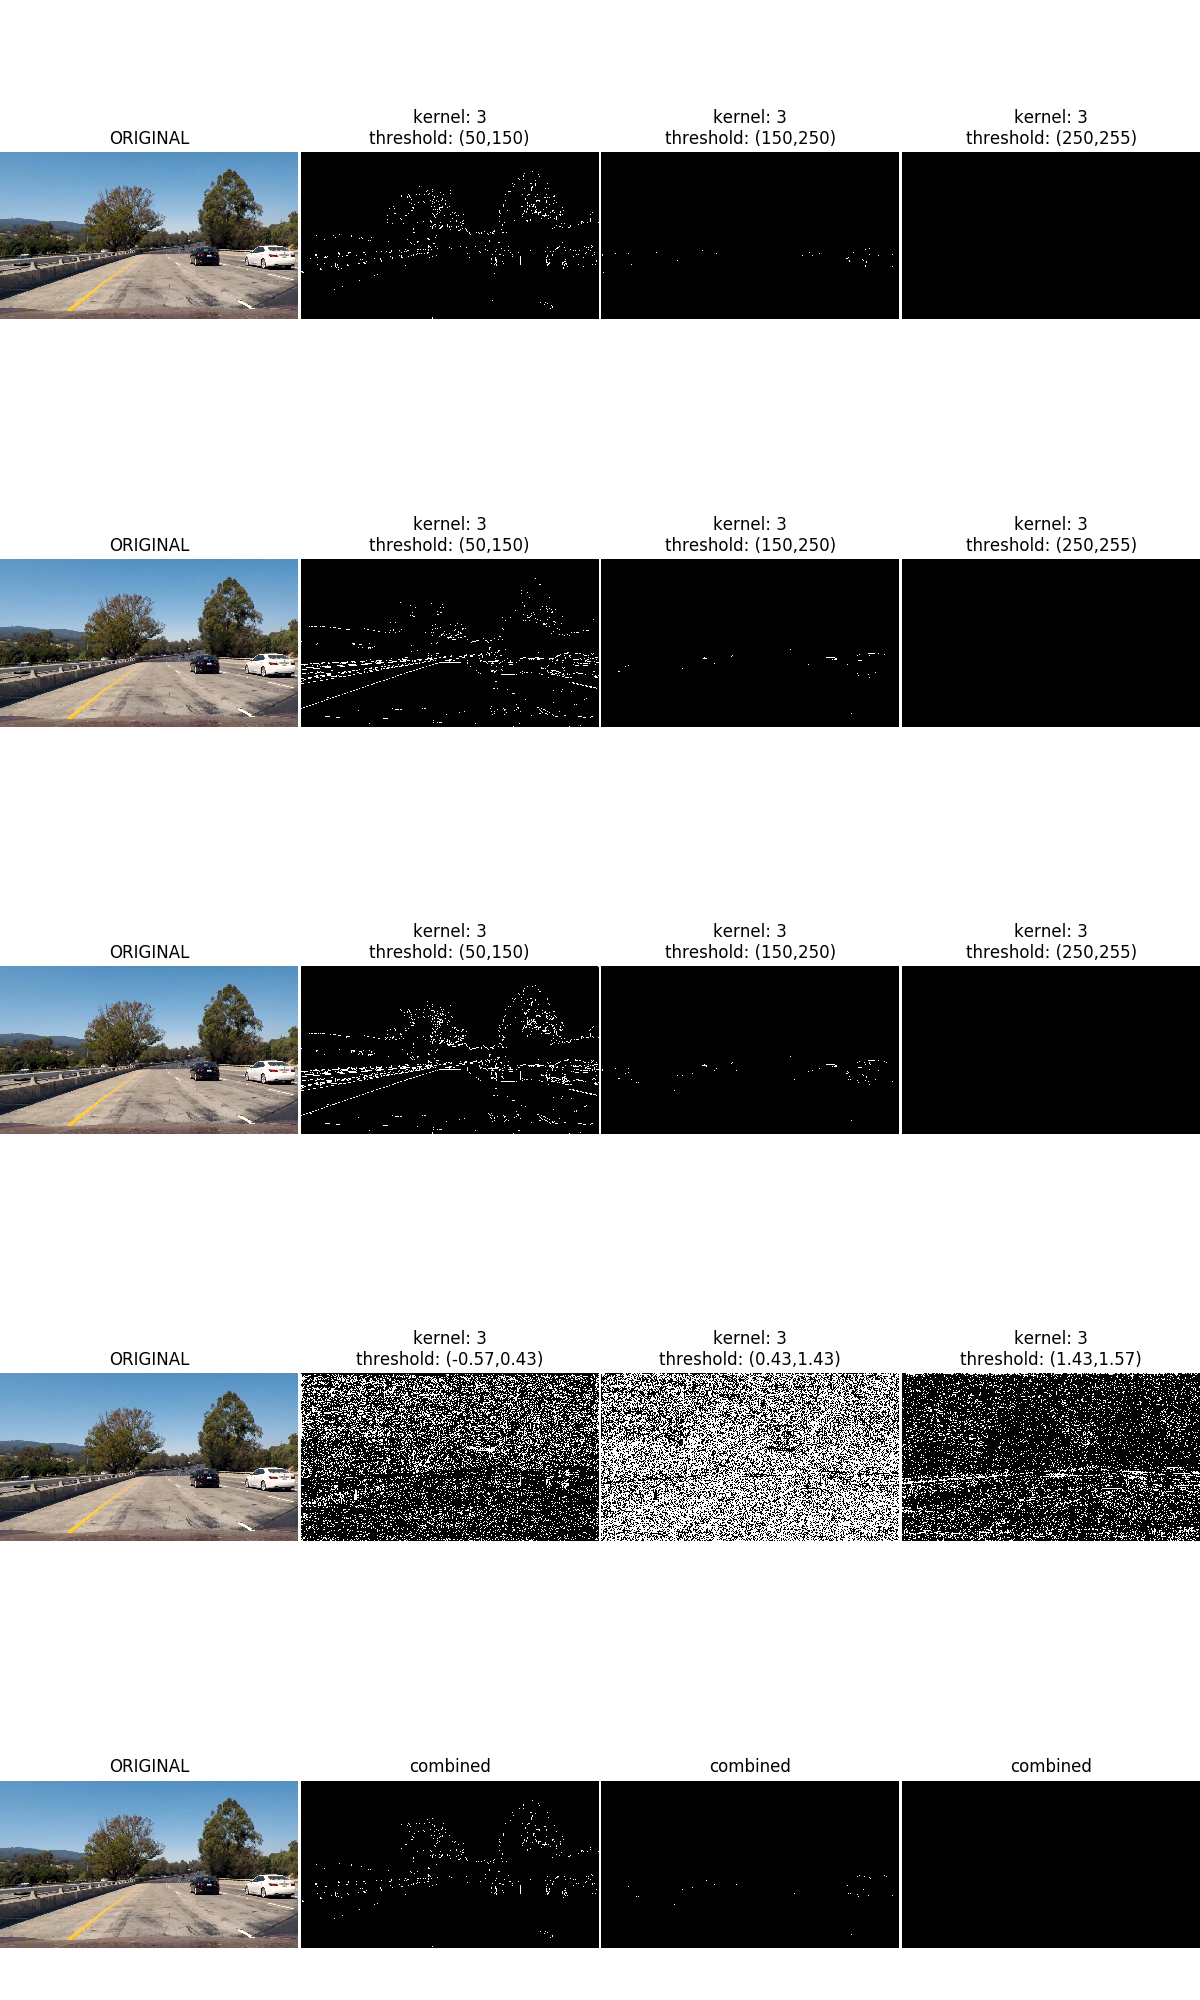 ORIGINAL
kernel: 3
threshold: (50,150)
kernel: 3
threshold: (150,250)
kernel: 3
threshold: (250,255)
ORIGINAL
kernel: 3
threshold: (50,150)
kernel: 3
threshold: (150,250)
kernel: 3
threshold: (250,255)
ORIGINAL
kernel: 3
threshold: (50,150)
kernel: 3
threshold: (150,250)
kernel: 3
threshold: (250,255)
ORIGINAL
kernel: 3
threshold: (-0.57,0.43)
kernel: 3
threshold: (0.43,1.43)
kernel: 3
threshold: (1.43,1.57)
ORIGINAL
combined
combined
combined